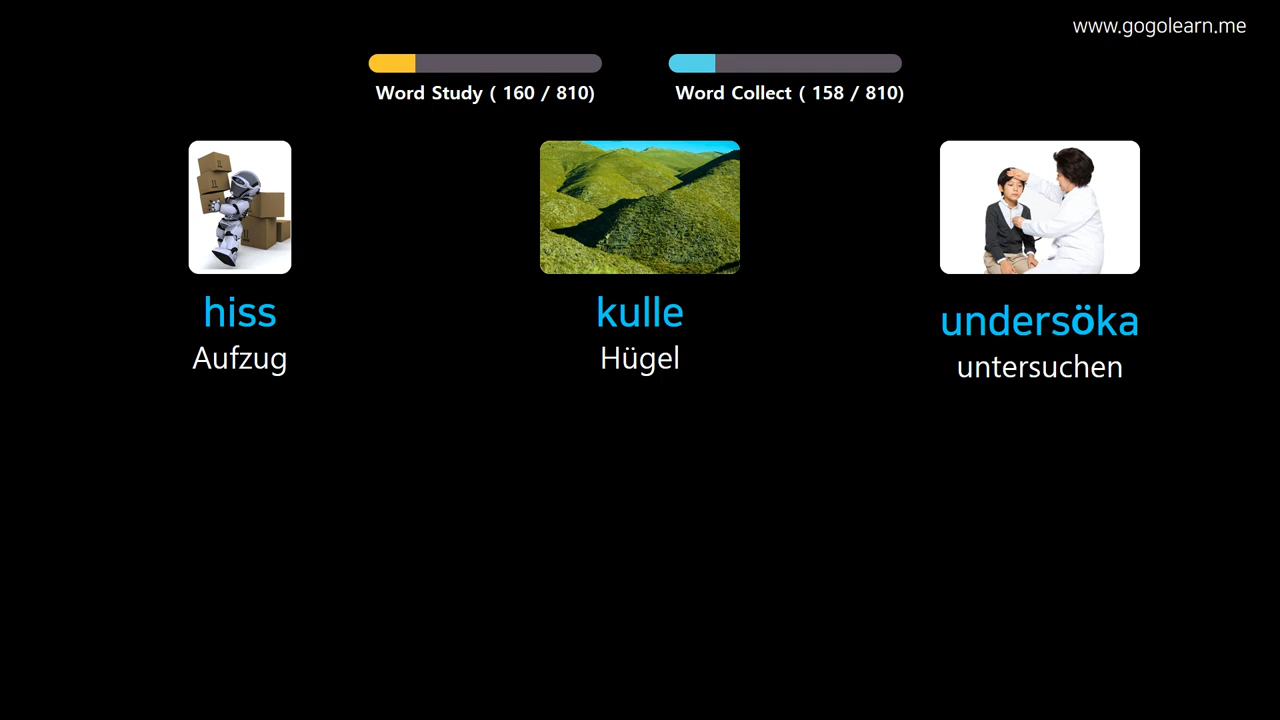 www.gogolearn.me
Word Study ( 160 / 810)
Word Collect ( 158 / 810)
hiss
Aufzug
kulle
Hügel
undersöka
untersuchen